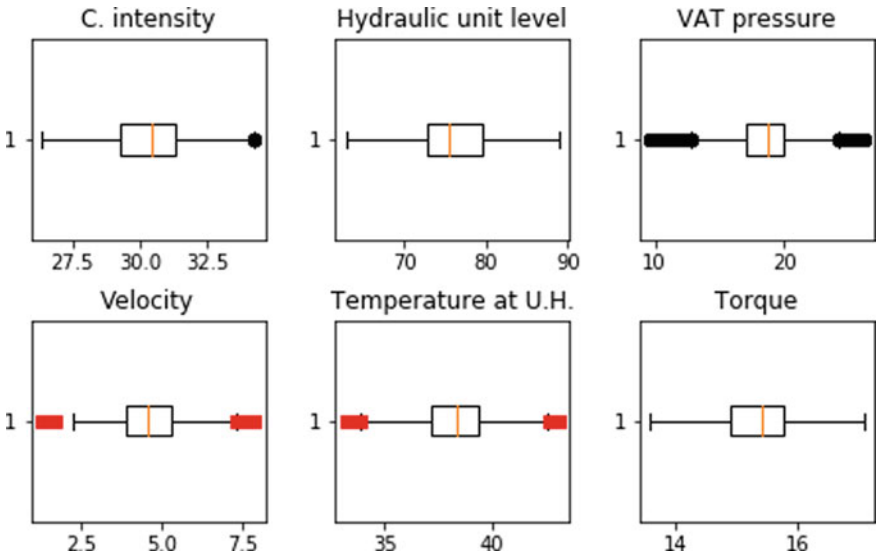 C. intensity
Hydraulic unit level
VAT pressure
1
1
1
27.5 30.0 32.5
70 80 90
10 20
Velocity
Temperature at U.H.
Torque
1
1
1
2.5 5.0 7.5
35 40
14 16